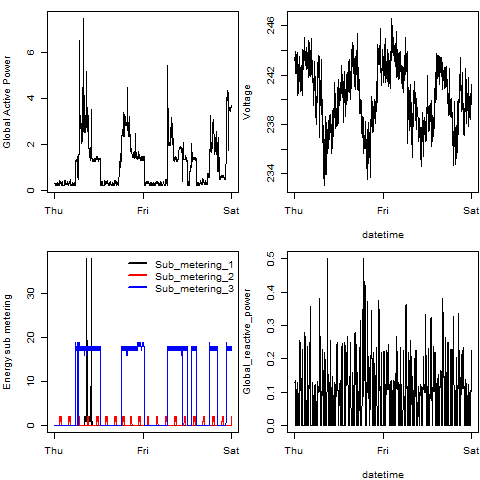 Global Active Power
0 2 4 6
Thu Fri Sat
Voltage
234 238 242 246
Thu Fri Sat
datetime
Energy sub metering
0 10 20 30
Sub_metering_1
Sub_metering_2
Sub_metering_3
Thu Fri Sat
Global_reactive_power
0.0 0.1 0.2 0.3 0.4 0.5
Thu Fri Sat
datetime